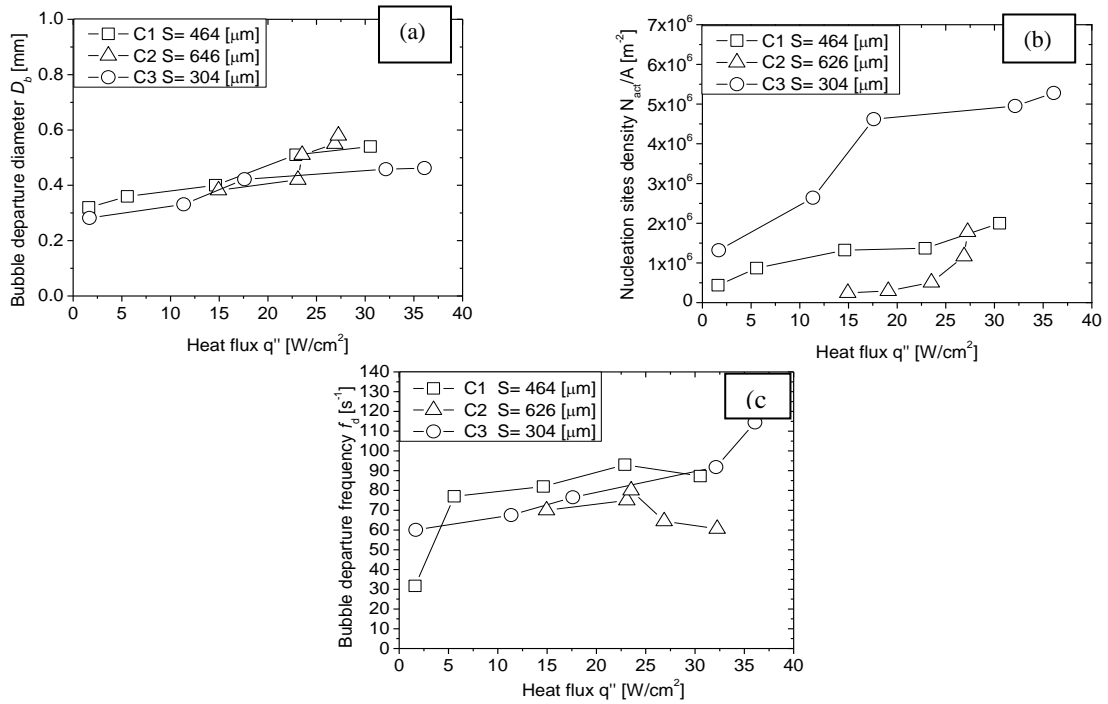 (a)
C1 S= 464 [μm]
C2 S= 646 [μm]
C3 S= 304 [μm]
Bubble departure diameter D_b [mm]
1.0
0.8
0.6
0.4
0.2
0.0
0 5 10 15 20 25 30 35 40
Heat flux q'' [W/cm²]
(b)
C1 S= 464 [μm]
C2 S= 626 [μm]
C3 S= 304 [μm]
Nucleation sites density N_act/A [m⁻²]
7x10⁶
6x10⁶
5x10⁶
4x10⁶
3x10⁶
2x10⁶
1x10⁶
0
0 5 10 15 20 25 30 35 40
Heat flux q'' [W/cm²]
(c
C1 S= 464 [μm]
C2 S= 626 [μm]
C3 S= 304 [μm]
Bubble departure frequency f_d [s⁻¹]
140
130
120
110
100
90
80
70
60
50
40
30
20
10
0
0 5 10 15 20 25 30 35 40
Heat flux q'' [W/cm²]